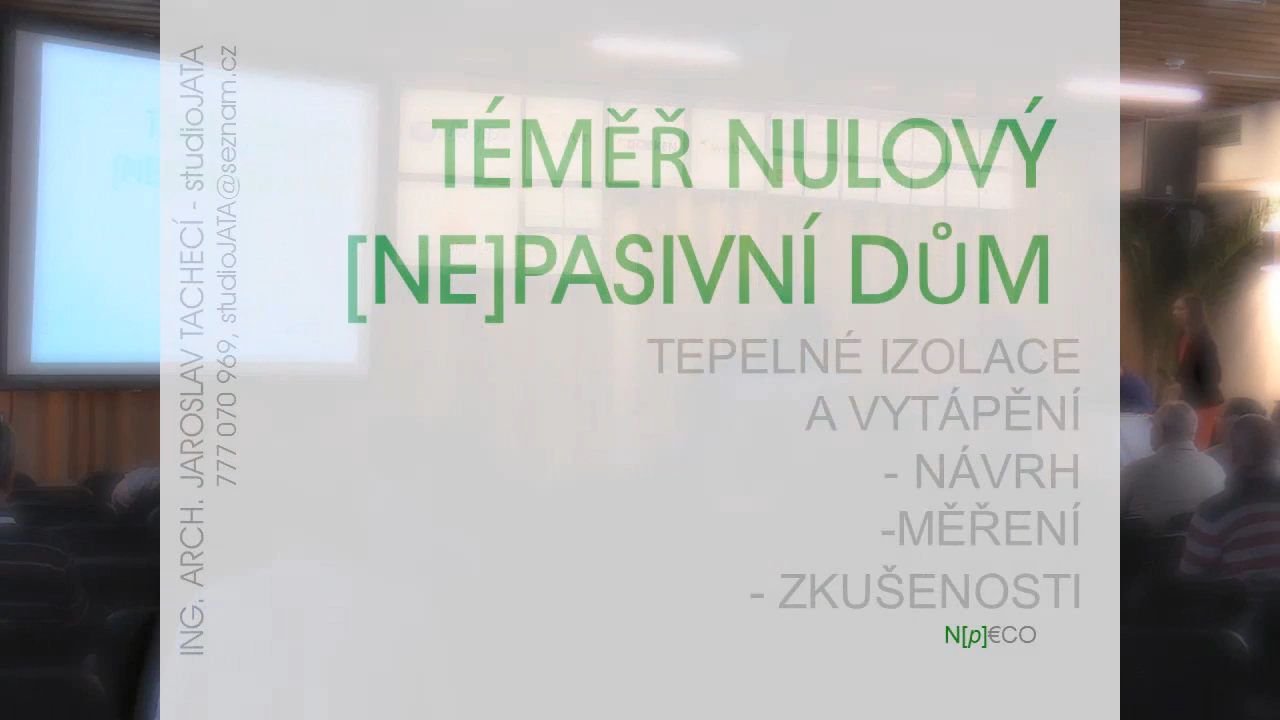 TÉMĚŘ NULOVÝ
[NE]PASIVNÍ DŮM
TEPELNÉ IZOLACE
A VYTÁPĚNÍ
- NÁVRH
-MĚŘENÍ
- ZKUŠENOSTI
N[p]€CO
ING. ARCH. JAROSLAV TACHECÍ - studioJATA
777 070 969, studioJATA@seznam.cz